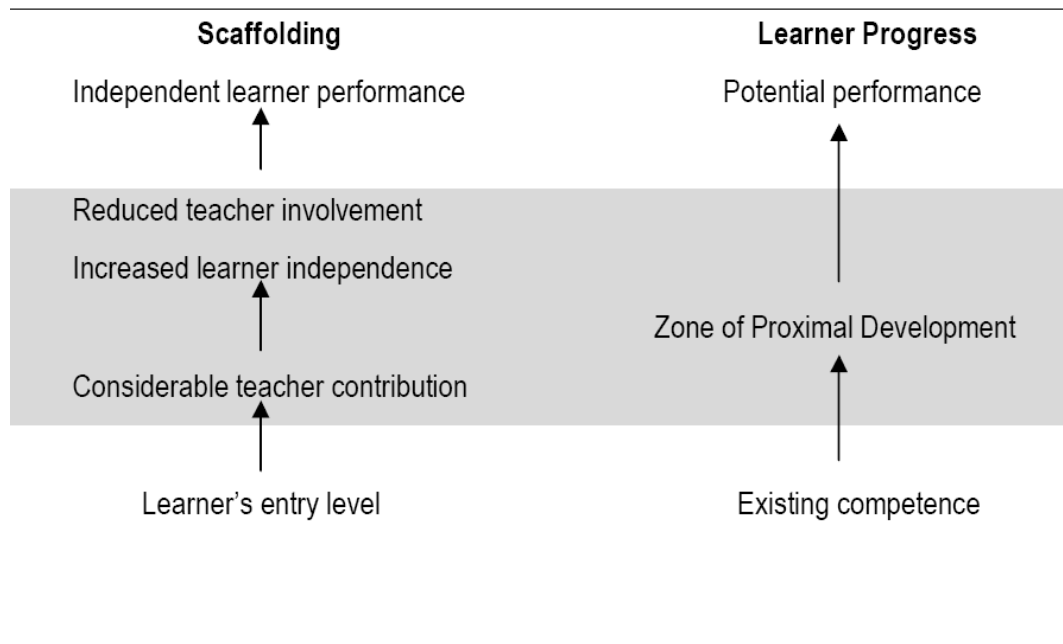 Scaffolding
Learner Progress
Independent learner performance
Potential performance
Reduced teacher involvement
Increased learner independence
Zone of Proximal Development
Considerable teacher contribution
Learner’s entry level
Existing competence